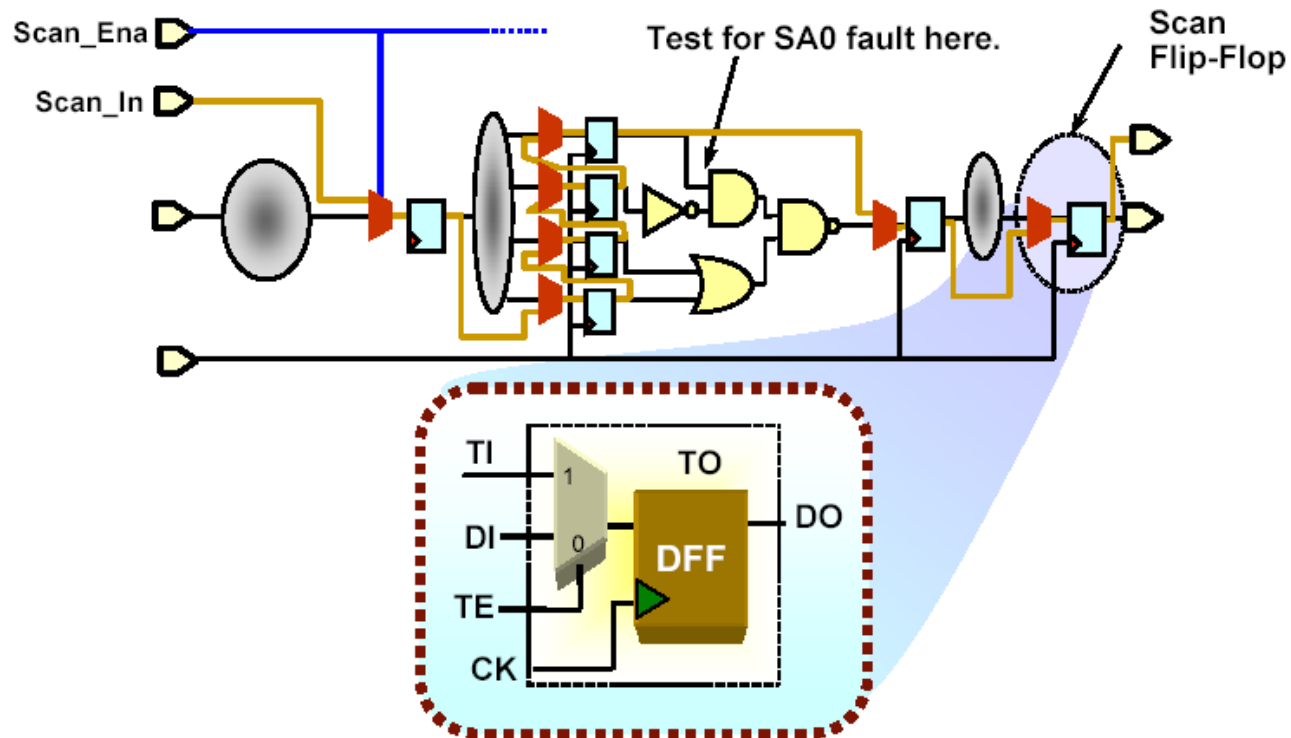 Scan_Ena
Scan_In
Test for SA0 fault here.
Scan
Flip-Flop
TI
1
TO
DI
0
DFF
DO
TE
CK